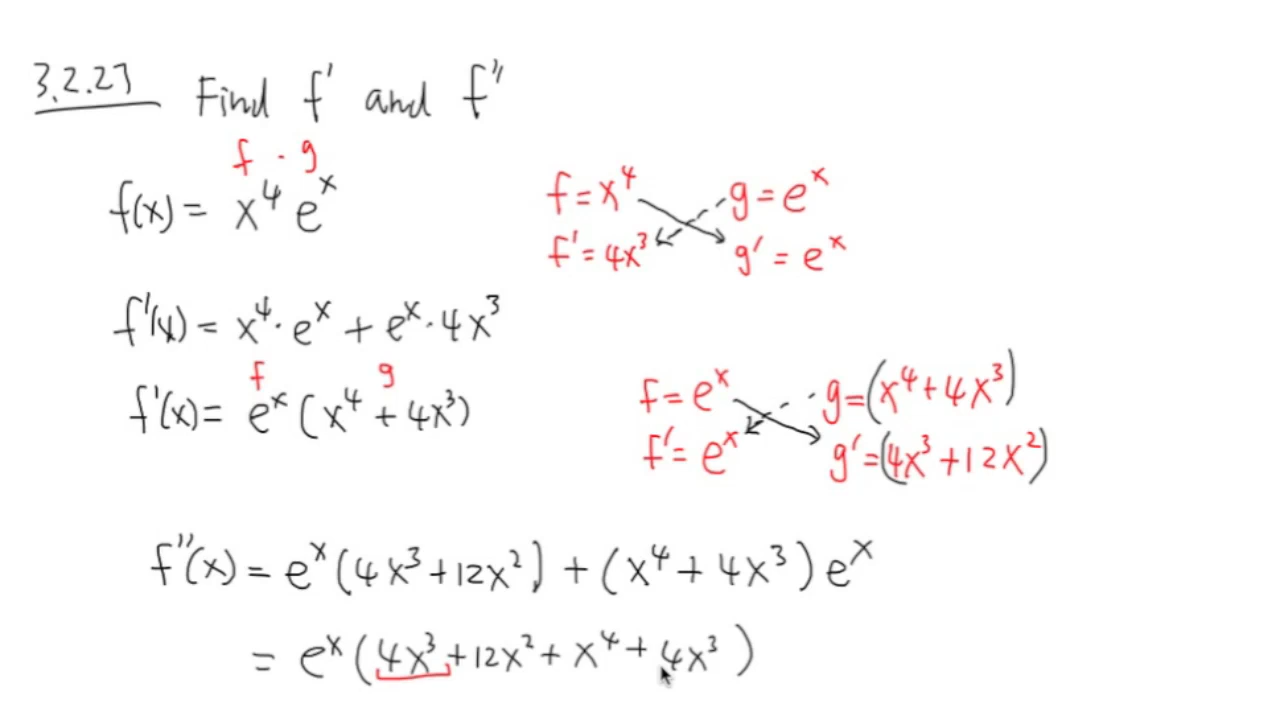 3.2.27 Find f' and f''
f · g
f(x) = x⁴ eˣ
f = x⁴ g = eˣ
f' = 4x³ g' = eˣ
f'(x) = x⁴ · eˣ + eˣ · 4x³
f g
f'(x) = eˣ (x⁴ + 4x³)
f = eˣ g = (x⁴ + 4x³)
f' = eˣ g' = (4x³ + 12x²)
f''(x) = eˣ (4x³ + 12x²) + (x⁴ + 4x³) eˣ
= eˣ (4x³ + 12x² + x⁴ + 4x³)